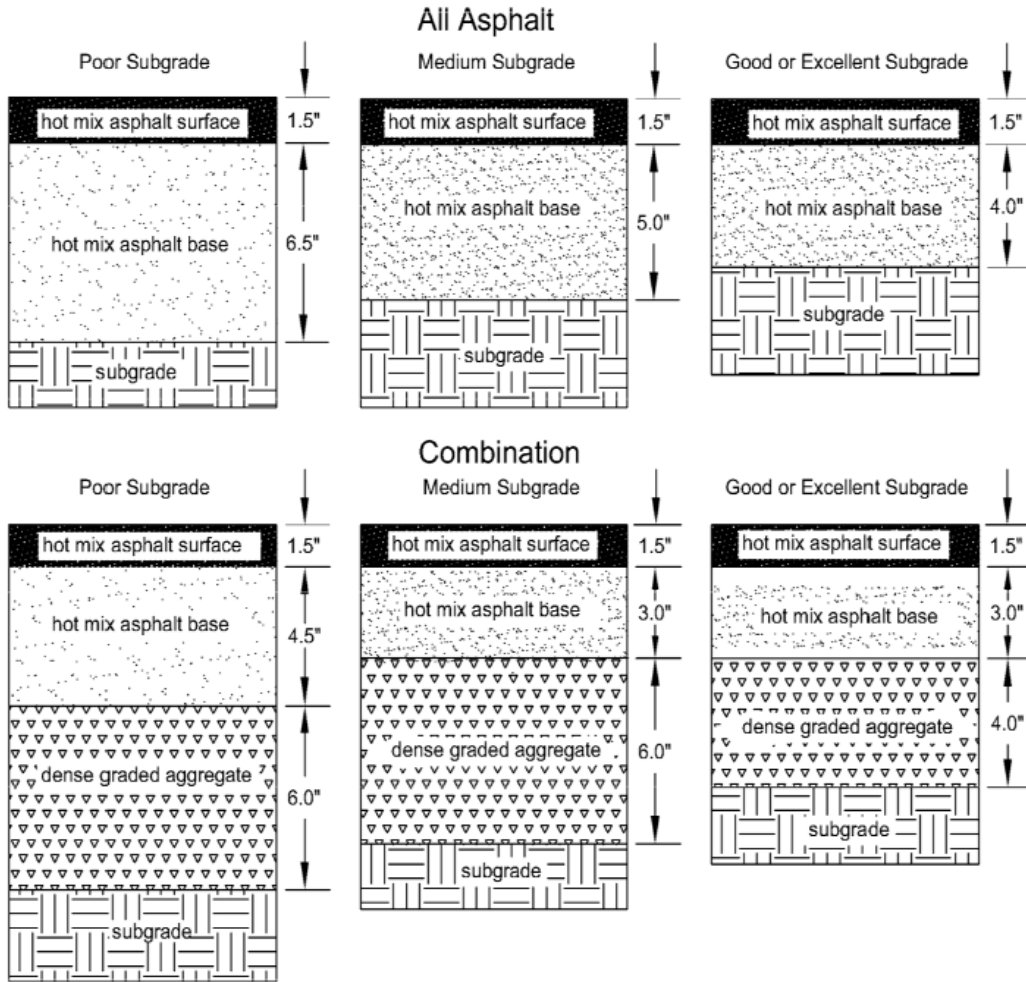 All Asphalt
Poor Subgrade
Medium Subgrade
Good or Excellent Subgrade
hot mix asphalt surface
1.5"
hot mix asphalt surface
1.5"
hot mix asphalt surface
1.5"
hot mix asphalt base
6.5"
hot mix asphalt base
5.0"
hot mix asphalt base
4.0"
subgrade
subgrade
subgrade
Combination
Poor Subgrade
Medium Subgrade
Good or Excellent Subgrade
hot mix asphalt surface
1.5"
hot mix asphalt surface
1.5"
hot mix asphalt surface
1.5"
hot mix asphalt base
4.5"
hot mix asphalt base
3.0"
hot mix asphalt base
3.0"
dense graded aggregate
6.0"
dense graded aggregate
6.0"
dense graded aggregate
4.0"
subgrade
subgrade
subgrade